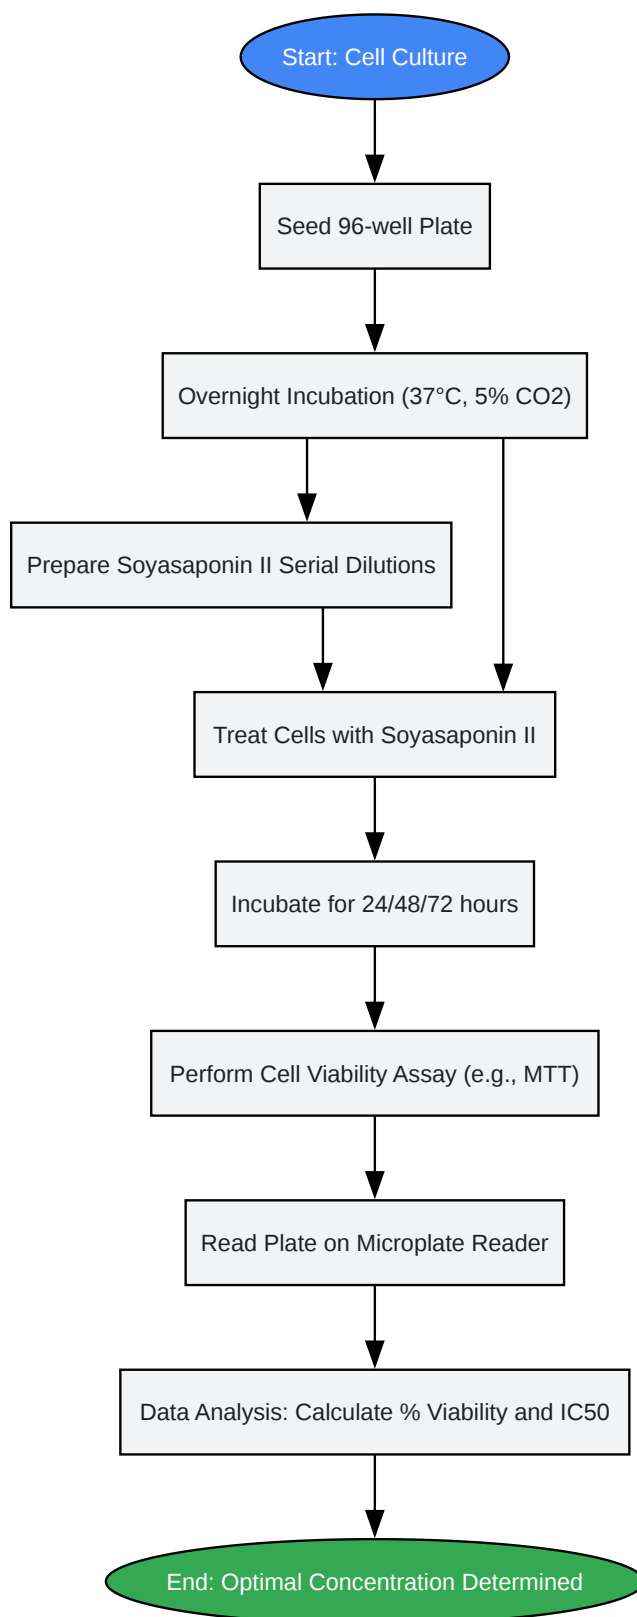 Start: Cell Culture
Seed 96-well Plate
Overnight Incubation (37°C, 5% CO2)
Prepare Soyasaponin II Serial Dilutions
Treat Cells with Soyasaponin II
Incubate for 24/48/72 hours
Perform Cell Viability Assay (e.g., MTT)
Read Plate on Microplate Reader
Data Analysis: Calculate % Viability and IC50
End: Optimal Concentration Determined